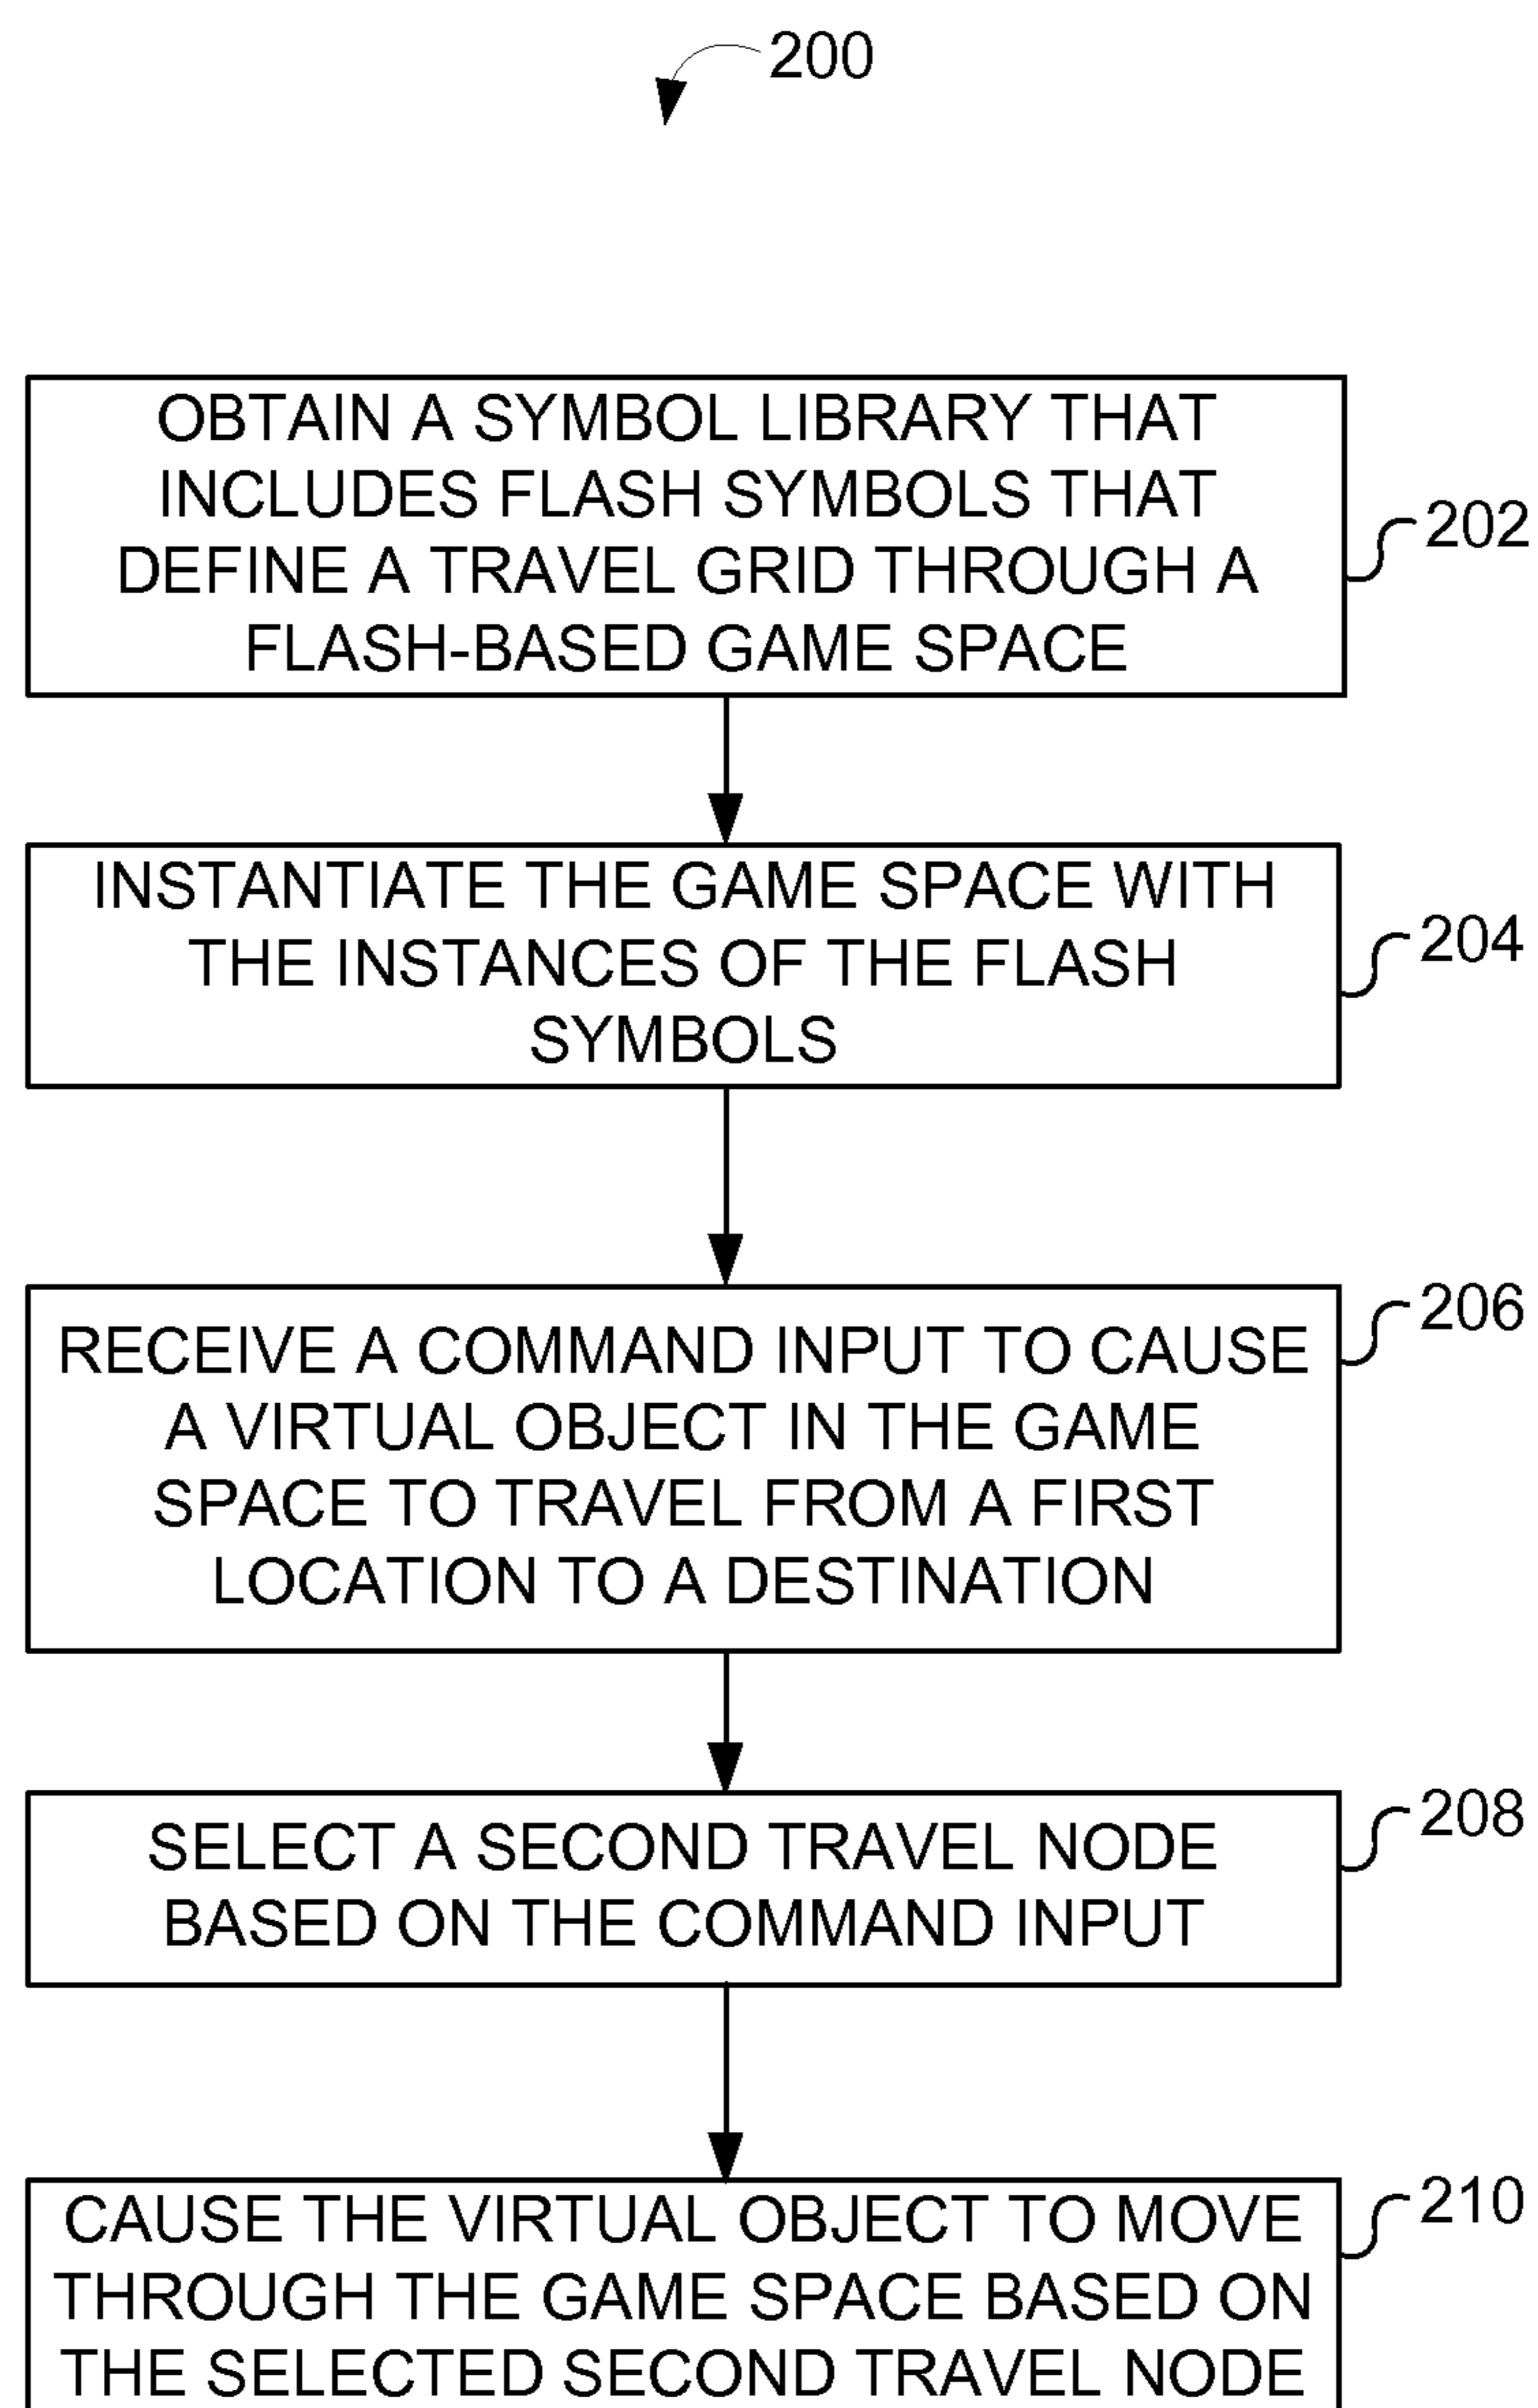 200
OBTAIN A SYMBOL LIBRARY THAT
INCLUDES FLASH SYMBOLS THAT
DEFINE A TRAVEL GRID THROUGH A
FLASH-BASED GAME SPACE
202
INSTANTIATE THE GAME SPACE WITH
THE INSTANCES OF THE FLASH
SYMBOLS
204
RECEIVE A COMMAND INPUT TO CAUSE
A VIRTUAL OBJECT IN THE GAME
SPACE TO TRAVEL FROM A FIRST
LOCATION TO A DESTINATION
206
SELECT A SECOND TRAVEL NODE
BASED ON THE COMMAND INPUT
208
CAUSE THE VIRTUAL OBJECT TO MOVE
THROUGH THE GAME SPACE BASED ON
THE SELECTED SECOND TRAVEL NODE
210